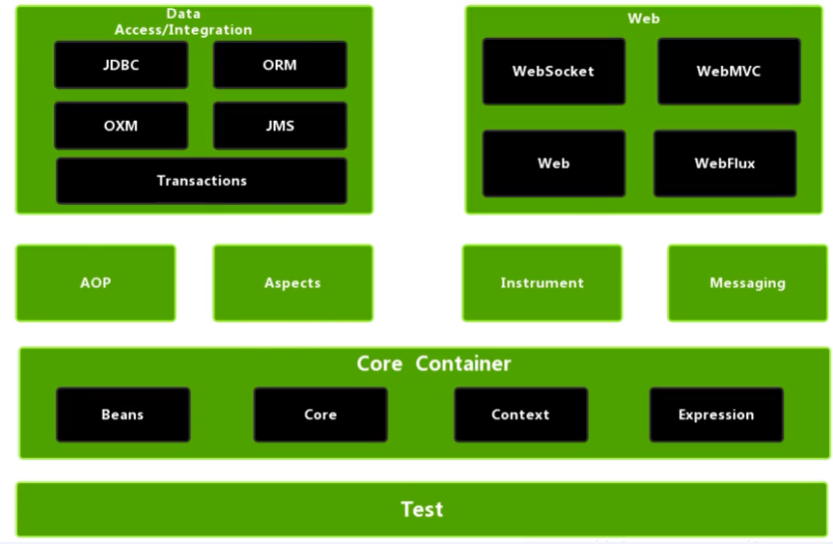 Data
Access/Integration
JDBC
ORM
OXM
JMS
Transactions
Web
WebSocket
WebMVC
Web
WebFlux
AOP
Aspects
Instrument
Messaging
Core Container
Beans
Core
Context
Expression
Test